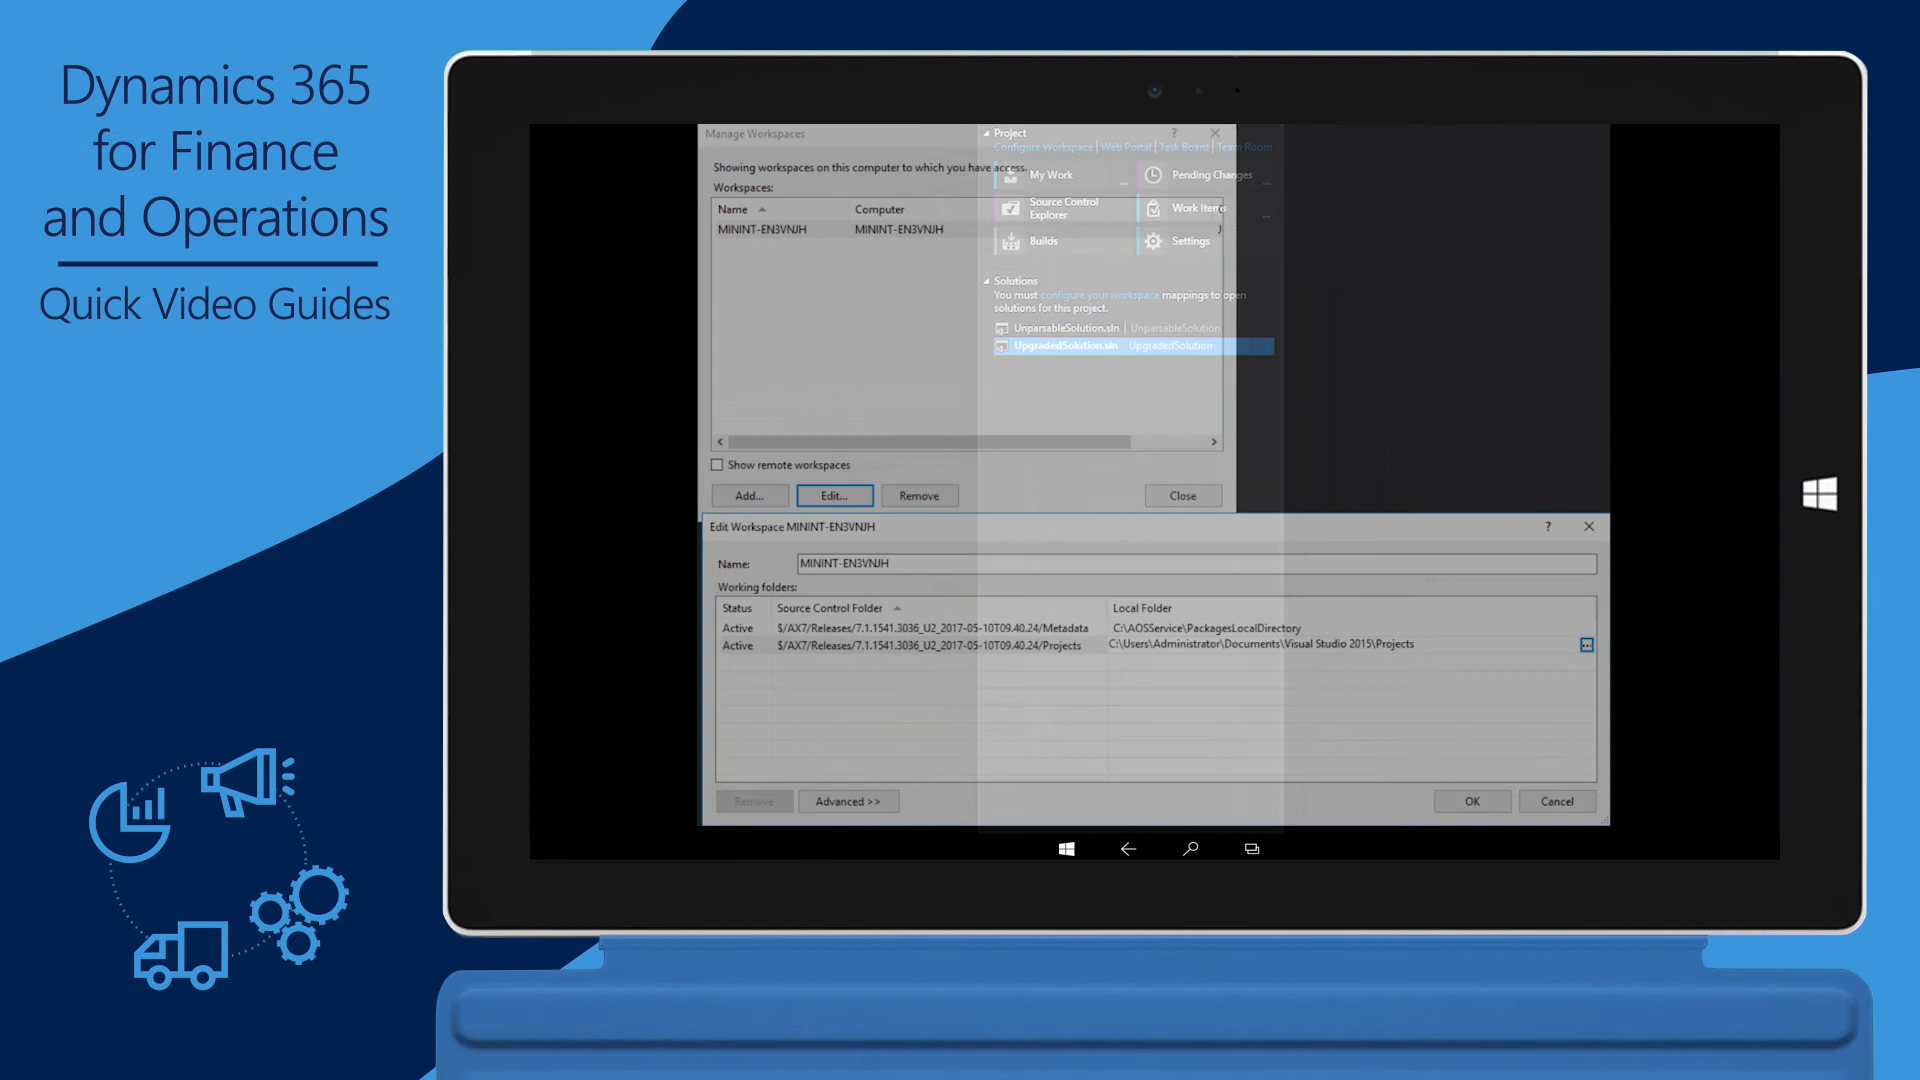 Dynamics 365
for Finance
and Operations
Quick Video Guides
Manage Workspaces
?
Showing workspaces on this computer to which you have access.
Workspaces:
Name Computer
MININT-EN3VNJH MININT-EN3VNJH J
Show remote workspaces
Add... Edit... Remove Close
Project
Configure Workspace | Web Portal | Task Board | Team Room
My Work ... Pending Changes ...
Source Control
Explorer
Work Items ...
Builds Settings
Solutions
You must configure your workspace mappings to open
solutions for this project.
UnparsableSolution.sln | UnparsableSolution
UpgradedSolution.sln UpgradedSolution
Edit Workspace MININT-EN3VNJH ?
Name: MININT-EN3VNJH
Working folders:
Status Source Control Folder Local Folder
Active $/AX7/Releases/7.1.1541.3036_U2_2017-05-10T09.40.24/Metadata C:\AOSService\PackagesLocalDirectory
Active $/AX7/Releases/7.1.1541.3036_U2_2017-05-10T09.40.24/Projects C:\Users\Administrator\Documents\Visual Studio 2015\Projects ...
Remove Advanced >> OK Cancel